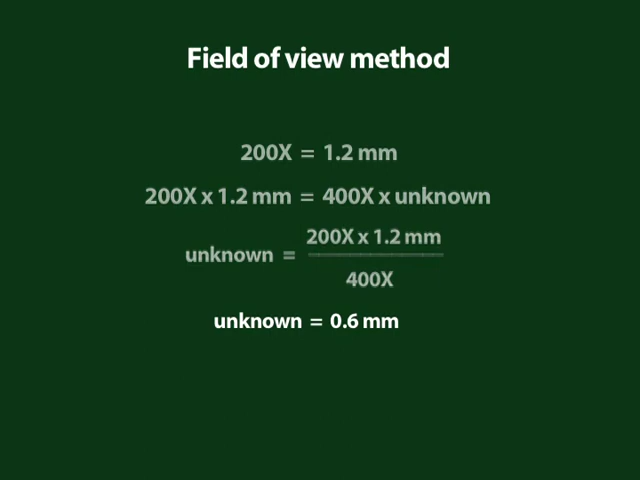 Field of view method
200X = 1.2 mm
200X x 1.2 mm = 400X x unknown
unknown = 200X x 1.2 mm
400X
unknown = 0.6 mm